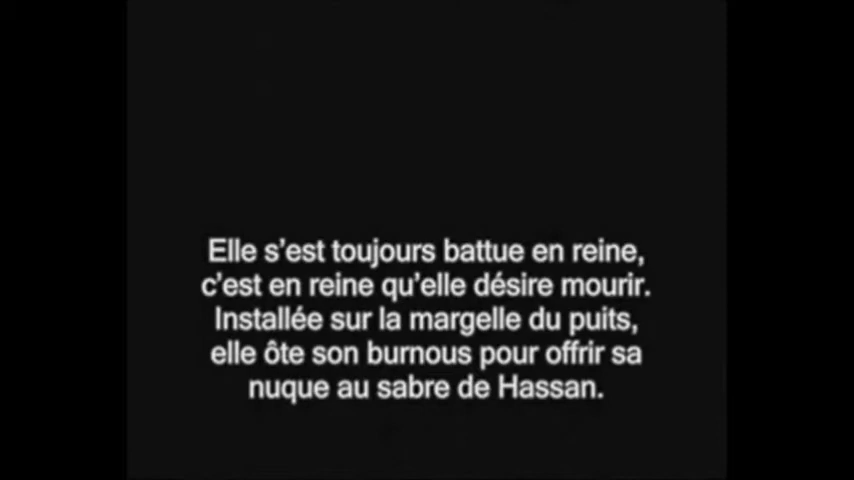 Elle s'est toujours battue en reine,
c'est en reine qu'elle désire mourir.
Installée sur la margelle du puits,
elle ôte son burnous pour offrir sa
nuque au sabre de Hassan.